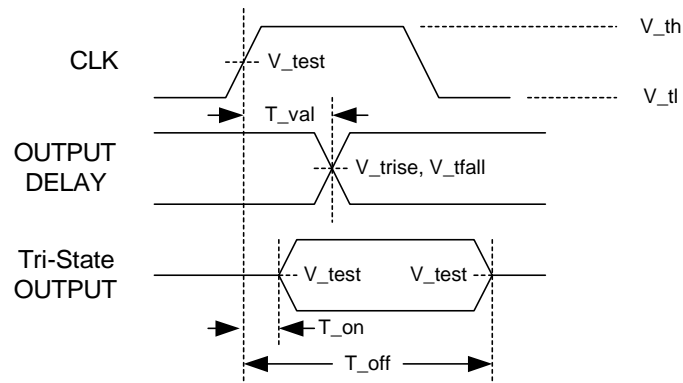 V_th
CLK
V_test
V_tl
T_val
OUTPUT
DELAY
V_trise, V_tfall
Tri-State
OUTPUT
V_test
V_test
T_on
T_off